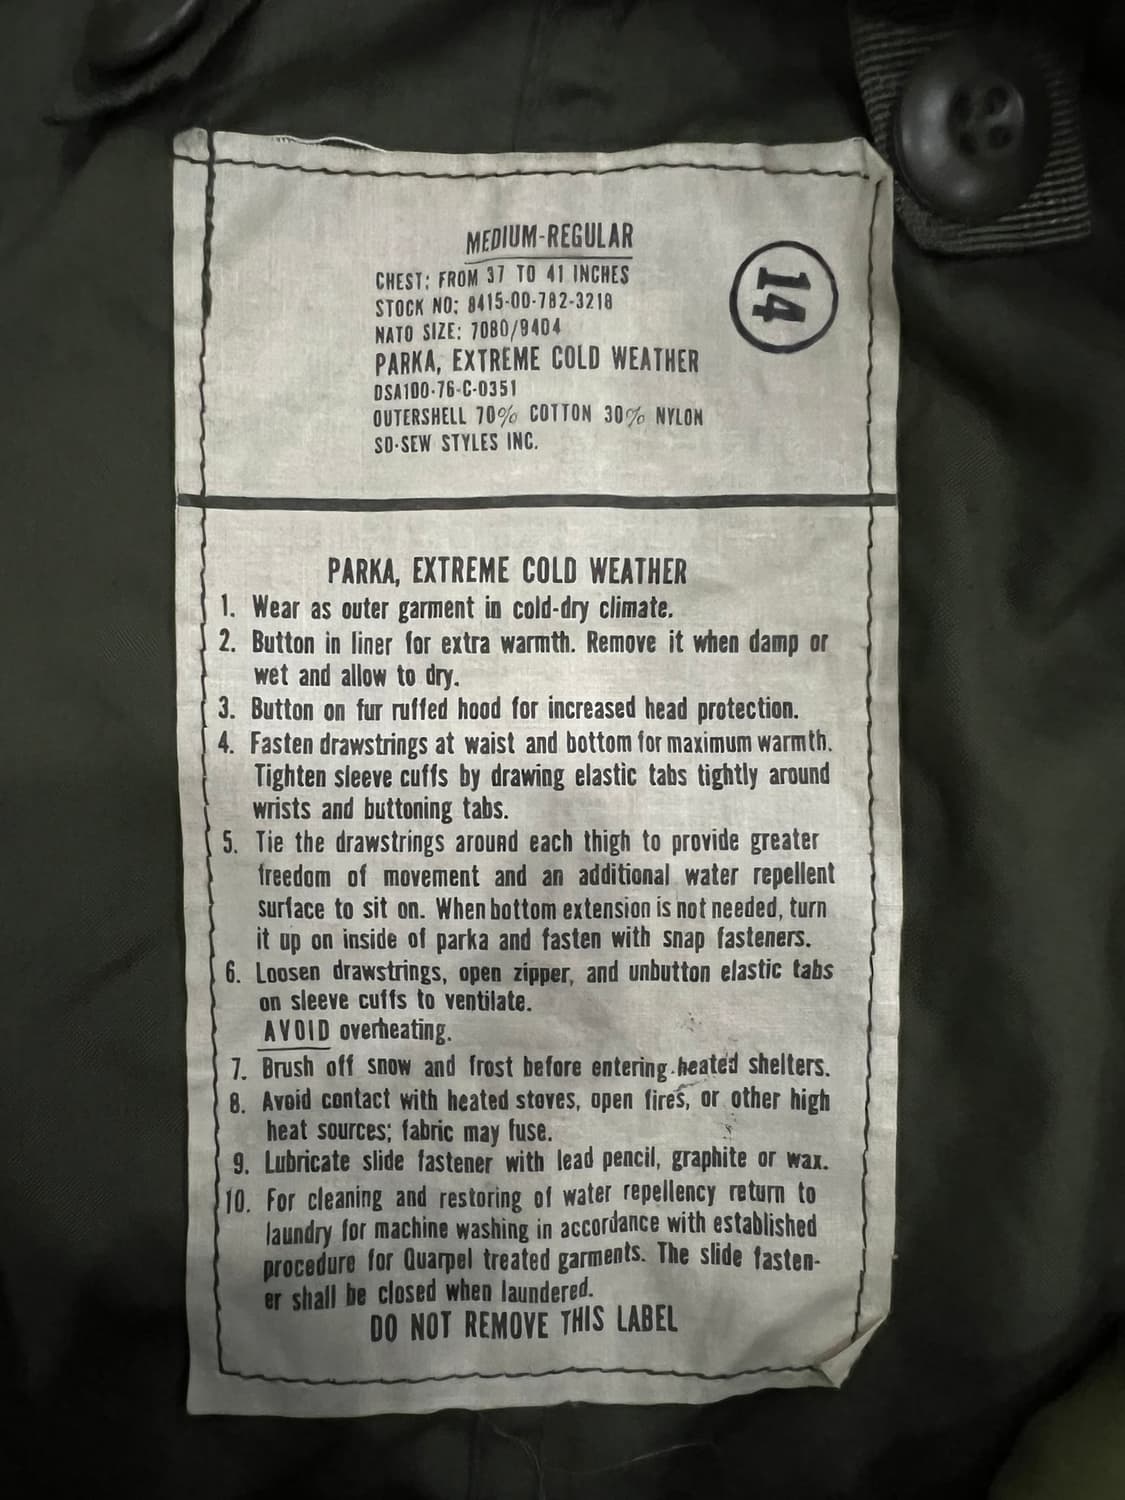 MEDIUM-REGULAR
CHEST: FROM 37 TO 41 INCHES
STOCK NO: 8415-00-782-3218
NATO SIZE: 7080/9404
PARKA, EXTREME COLD WEATHER
DSA100-76-C-0351
OUTERSHELL 70% COTTON 30% NYLON
SO-SEW STYLES INC.
14
PARKA, EXTREME COLD WEATHER
1. Wear as outer garment in cold-dry climate.
2. Button in liner for extra warmth. Remove it when damp or
wet and allow to dry.
3. Button on fur ruffed hood for increased head protection.
4. Fasten drawstrings at waist and bottom for maximum warmth.
Tighten sleeve cuffs by drawing elastic tabs tightly around
wrists and buttoning tabs.
5. Tie the drawstrings around each thigh to provide greater
freedom of movement and an additional water repellent
surface to sit on. When bottom extension is not needed, turn
it up on inside of parka and fasten with snap fasteners.
6. Loosen drawstrings, open zipper, and unbutton elastic tabs
on sleeve cuffs to ventilate.
AVOID overheating.
7. Brush off snow and frost before entering heated shelters.
8. Avoid contact with heated stoves, open fires, or other high
heat sources; fabric may fuse.
9. Lubricate slide fastener with lead pencil, graphite or wax.
10. For cleaning and restoring of water repellency return to
laundry for machine washing in accordance with established
procedure for Quarpel treated garments. The slide fasten-
er shall be closed when laundered.
DO NOT REMOVE THIS LABEL